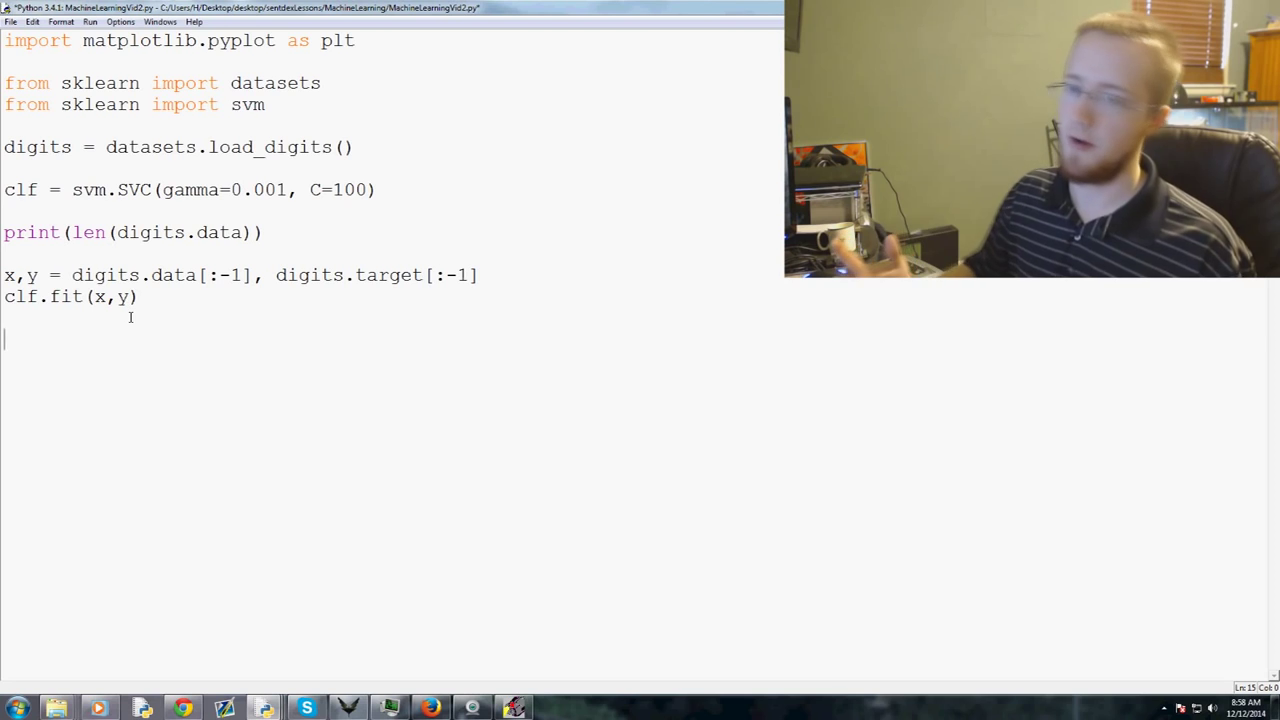 *Python 3.4.1: MachineLearningVid2.py - C:/Users/H/Desktop/desktop/sentdexLessons/MachineLearning/MachineLearningVid2.py*
File Edit Format Run Options Windows Help
import matplotlib.pyplot as plt
from sklearn import datasets
from sklearn import svm
digits = datasets.load_digits()
clf = svm.SVC(gamma=0.001, C=100)
print(len(digits.data))
x,y = digits.data[:-1], digits.target[:-1]
clf.fit(x,y)
Ln: 15 Col: 0
8:58 AM
12/12/2014